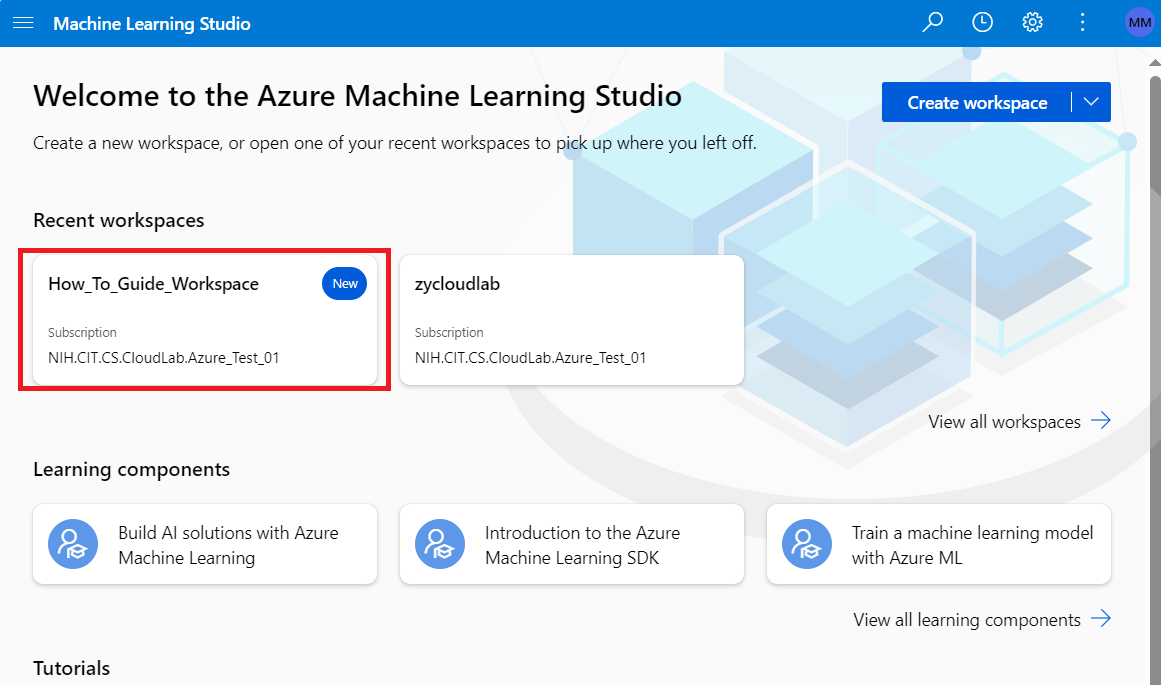 Machine Learning Studio
MM
Welcome to the Azure Machine Learning Studio
Create workspace
Create a new workspace, or open one of your recent workspaces to pick up where you left off.
Recent workspaces
How_To_Guide_Workspace
New
Subscription
NIH.CIT.CS.CloudLab.Azure_Test_01
zycloudlab
Subscription
NIH.CIT.CS.CloudLab.Azure_Test_01
View all workspaces
Learning components
Build AI solutions with Azure
Machine Learning
Introduction to the Azure
Machine Learning SDK
Train a machine learning model
with Azure ML
View all learning components
Tutorials